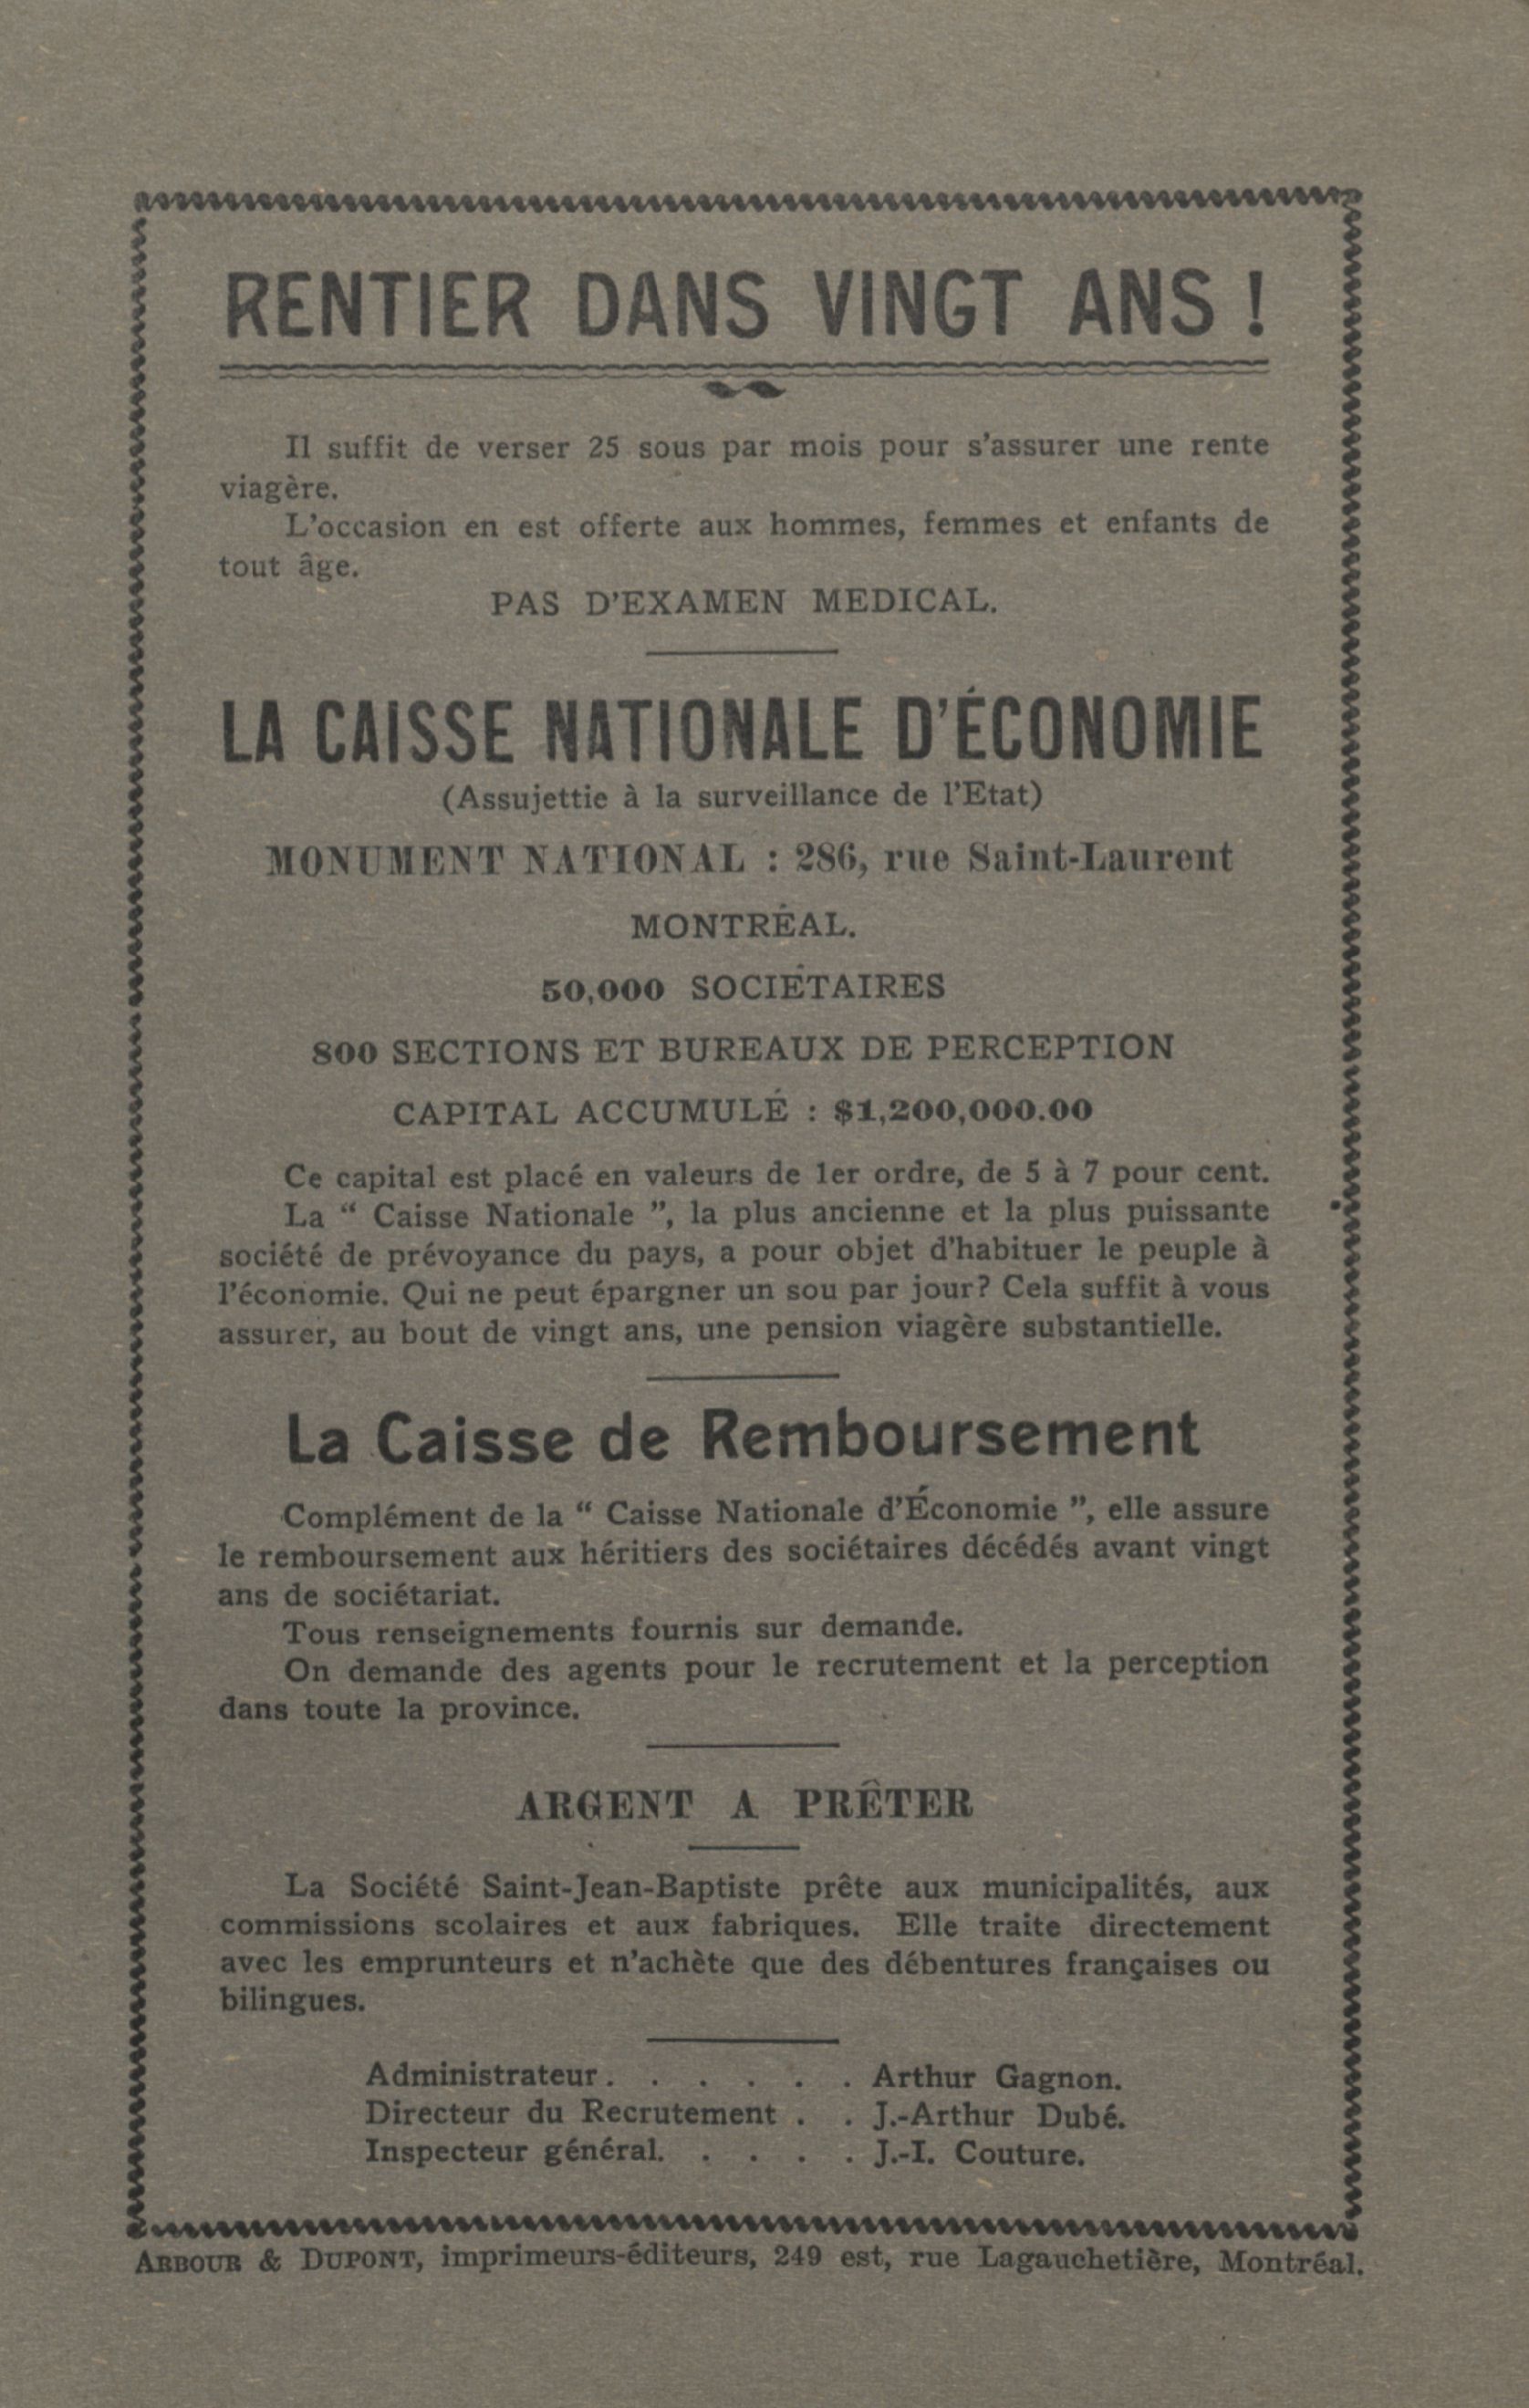 RENTIER DANS VINGT ANS !
Il suffit de verser 25 sous par mois pour s'assurer une rente
viagère.
L'occasion en est offerte aux hommes, femmes et enfants de
tout âge.
PAS D'EXAMEN MEDICAL.
LA CAISSE NATIONALE D'ÉCONOMIE
(Assujettie à la surveillance de l'Etat)
MONUMENT NATIONAL : 286, rue Saint-Laurent
MONTRÉAL.
50,000 SOCIÉTAIRES
800 SECTIONS ET BUREAUX DE PERCEPTION
CAPITAL ACCUMULÉ : $1,200,000.00
Ce capital est placé en valeurs de 1er ordre, de 5 à 7 pour cent.
La “ Caisse Nationale ”, la plus ancienne et la plus puissante
société de prévoyance du pays, a pour objet d'habituer le peuple à
l'économie. Qui ne peut épargner un sou par jour? Cela suffit à vous
assurer, au bout de vingt ans, une pension viagère substantielle.
La Caisse de Remboursement
Complément de la “ Caisse Nationale d'Économie ”, elle assure
le remboursement aux héritiers des sociétaires décédés avant vingt
ans de sociétariat.
Tous renseignements fournis sur demande.
On demande des agents pour le recrutement et la perception
dans toute la province.
ARGENT A PRÊTER
La Société Saint-Jean-Baptiste prête aux municipalités, aux
commissions scolaires et aux fabriques. Elle traite directement
avec les emprunteurs et n'achète que des débentures françaises ou
bilingues.
Administrateur. . . . . . Arthur Gagnon.
Directeur du Recrutement . . J.-Arthur Dubé.
Inspecteur général. . . . . J.-I. Couture.
ARBOUR & DUPONT, imprimeurs-éditeurs, 249 est, rue Lagauchetière, Montréal.